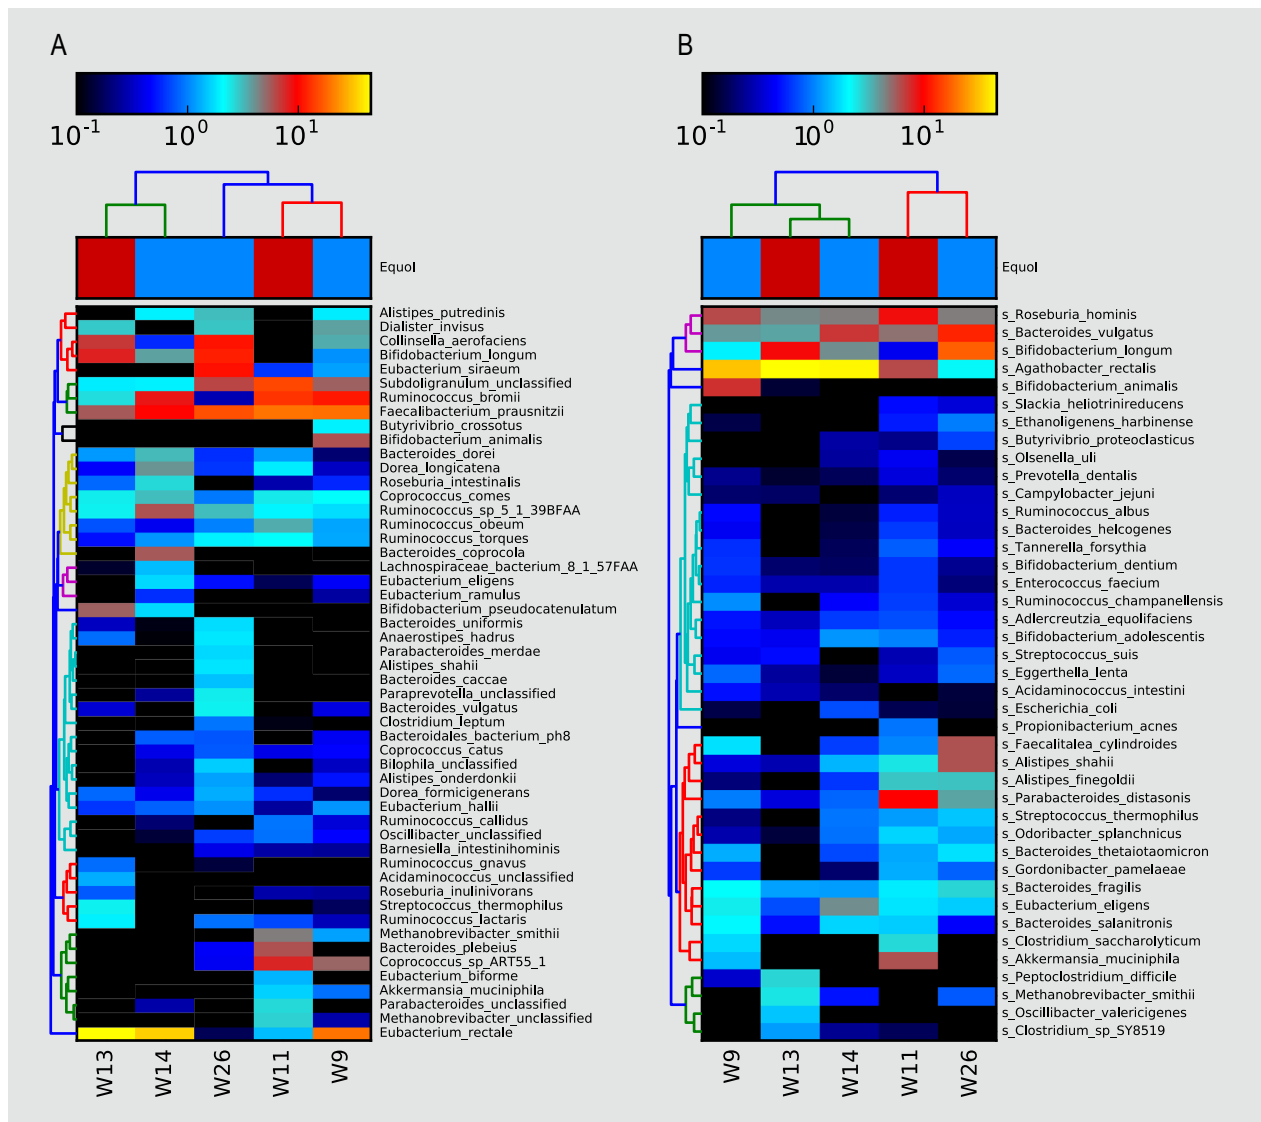 A
10^-1 10^0 10^1
Equol
Alistipes_putredinis
Dialister_invisus
Collinsella_aerofaciens
Bifidobacterium_longum
Eubacterium_siraeum
Subdoligranulum_unclassified
Ruminococcus_bromii
Faecalibacterium_prausnitzii
Butyrivibrio_crossotus
Bifidobacterium_animalis
Bacteroides_dorei
Dorea_longicatena
Roseburia_intestinalis
Coprococcus_comes
Ruminococcus_sp_5_1_39BFAA
Ruminococcus_obeum
Ruminococcus_torques
Bacteroides_coprocola
Lachnospiraceae_bacterium_8_1_57FAA
Eubacterium_eligens
Eubacterium_ramulus
Bifidobacterium_pseudocatenulatum
Bacteroides_uniformis
Anaerostipes_hadrus
Parabacteroides_merdae
Alistipes_shahii
Bacteroides_caccae
Paraprevotella_unclassified
Bacteroides_vulgatus
Clostridium_leptum
Bacteroidales_bacterium_ph8
Coprococcus_catus
Bilophila_unclassified
Alistipes_onderdonkii
Dorea_formicigenerans
Eubacterium_hallii
Ruminococcus_callidus
Oscillibacter_unclassified
Barnesiella_intestinihominis
Ruminococcus_gnavus
Acidaminococcus_unclassified
Roseburia_inulinivorans
Streptococcus_thermophilus
Ruminococcus_lactaris
Methanobrevibacter_smithii
Bacteroides_plebeius
Coprococcus_sp_ART55_1
Eubacterium_biforme
Akkermansia_muciniphila
Parabacteroides_unclassified
Methanobrevibacter_unclassified
Eubacterium_rectale
W13 W14 W26 W11 W9
B
10^-1 10^0 10^1
Equol
s_Roseburia_hominis
s_Bacteroides_vulgatus
s_Bifidobacterium_longum
s_Agathobacter_rectalis
s_Bifidobacterium_animalis
s_Slackia_heliotrinireducens
s_Ethanoligenens_harbinense
s_Butyrivibrio_proteoclasticus
s_Olsenella_uli
s_Prevotella_dentalis
s_Campylobacter_jejuni
s_Ruminococcus_albus
s_Bacteroides_helcogenes
s_Tannerella_forsythia
s_Bifidobacterium_dentium
s_Enterococcus_faecium
s_Ruminococcus_champanellensis
s_Adlercreutzia_equolifaciens
s_Bifidobacterium_adolescentis
s_Streptococcus_suis
s_Eggerthella_lenta
s_Acidaminococcus_intestini
s_Escherichia_coli
s_Propionibacterium_acnes
s_Faecalitalea_cylindroides
s_Alistipes_shahii
s_Alistipes_finegoldii
s_Parabacteroides_distasonis
s_Streptococcus_thermophilus
s_Odoribacter_splanchnicus
s_Bacteroides_thetaiotaomicron
s_Gordonibacter_pamelaeae
s_Bacteroides_fragilis
s_Eubacterium_eligens
s_Bacteroides_salanitronis
s_Clostridium_saccharolyticum
s_Akkermansia_muciniphila
s_Peptoclostridium_difficile
s_Methanobrevibacter_smithii
s_Oscillibacter_valericigenes
s_Clostridium_sp_SY8519
W9 W13 W14 W11 W26